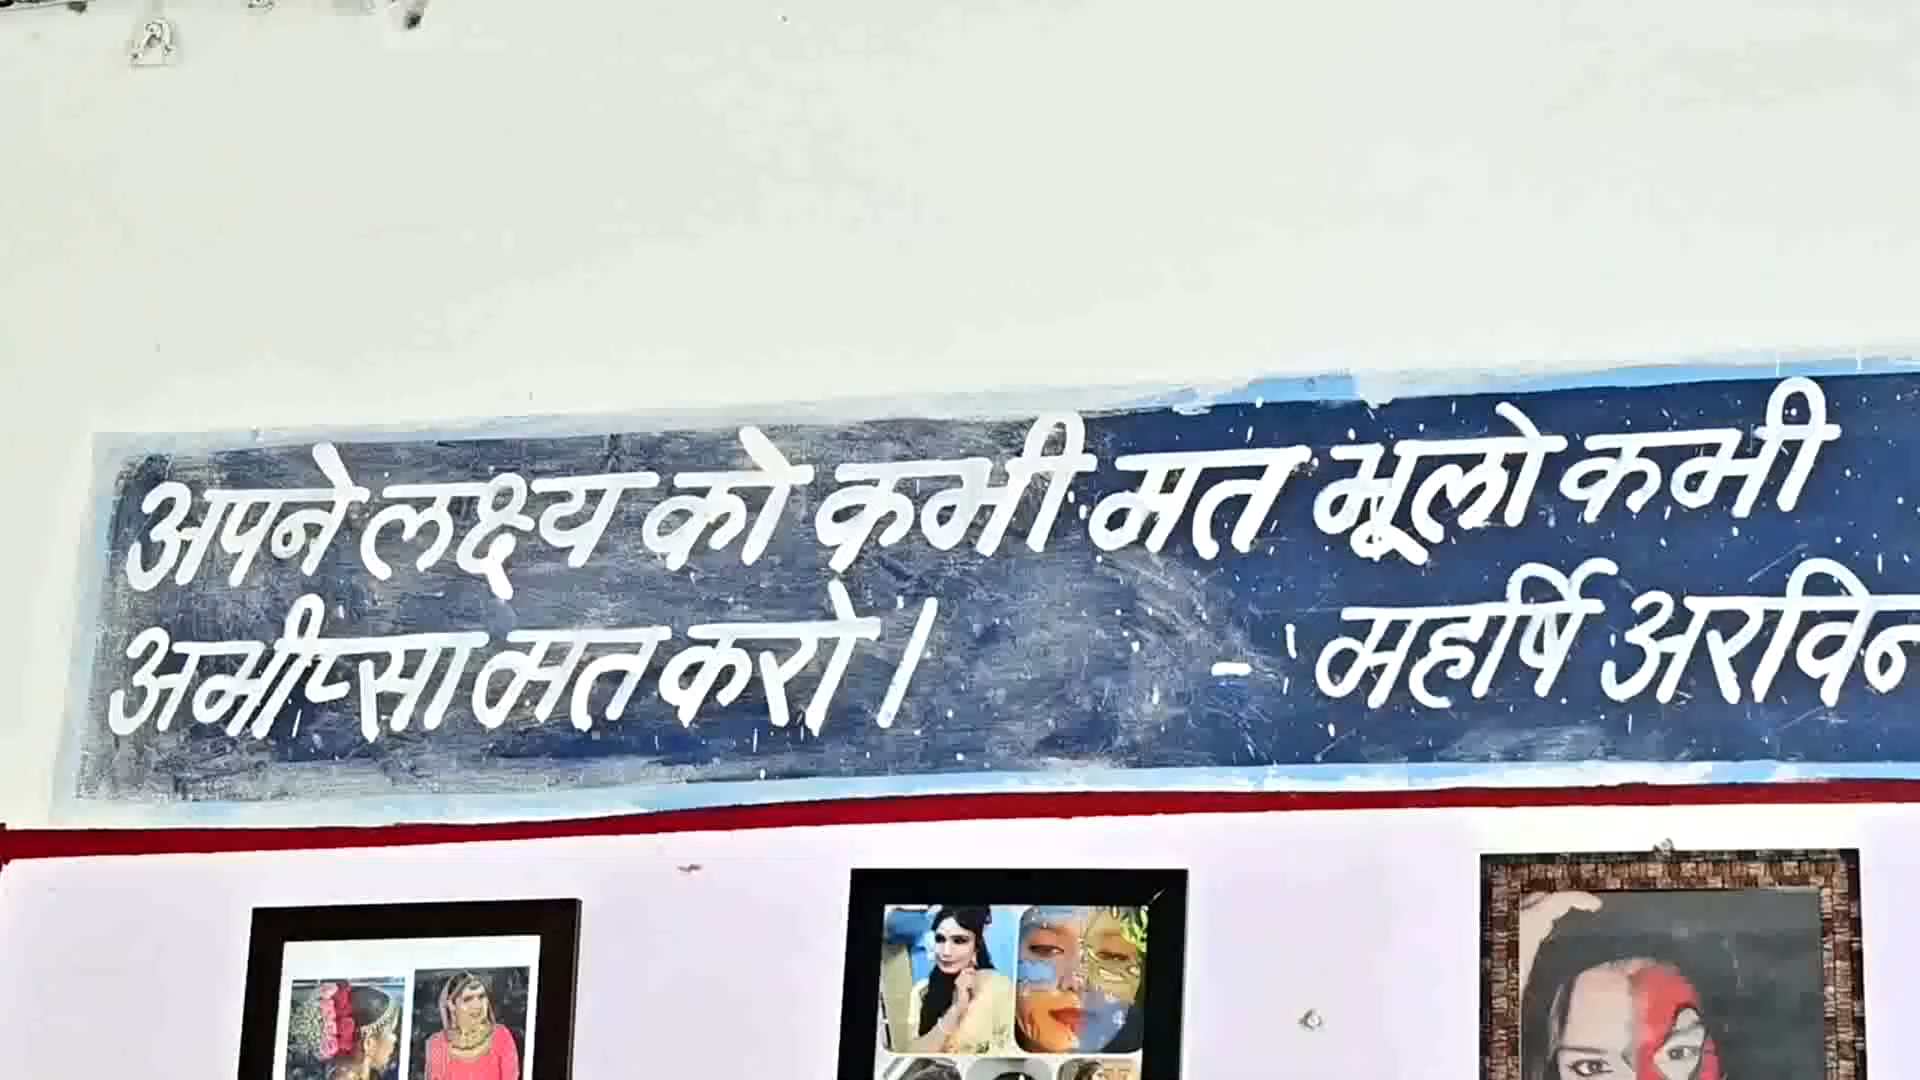 अपने लक्ष्य को कभी मत भूलो कभी
अभीप्सा मत करो।
- महर्षि अरविन